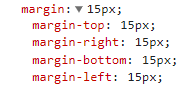 margin:▼15px;
margin-top: 15px;
margin-right: 15px;
margin-bottom: 15px;
margin-left: 15px;